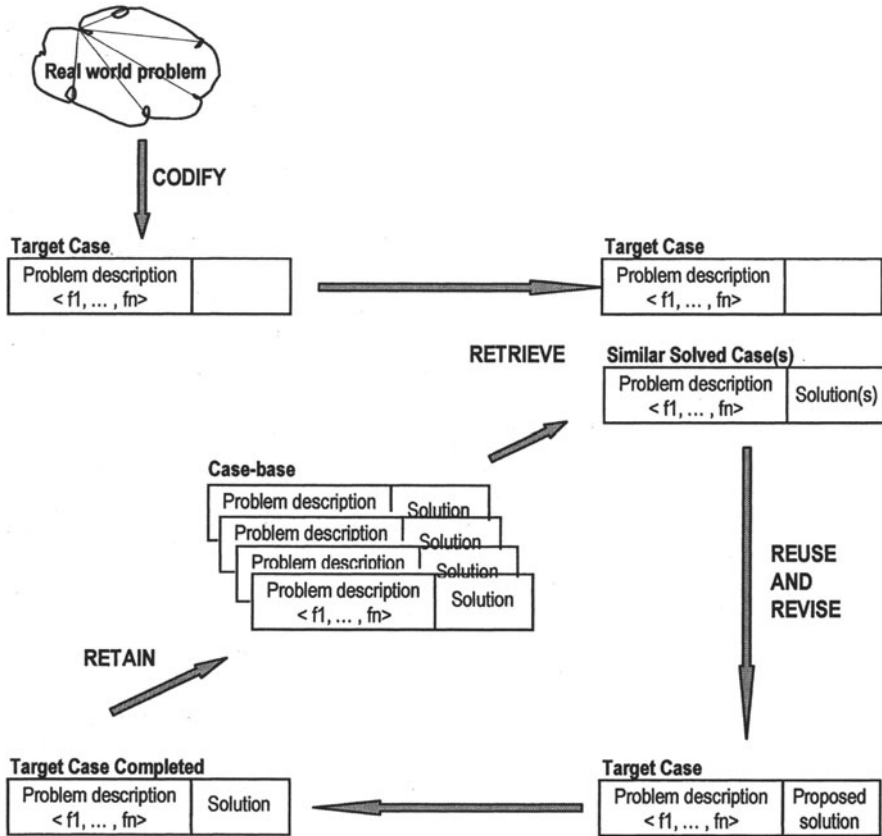 Real world problem
CODIFY
Target Case
Problem description
< f1, ... , fn>
Target Case
Problem description
< f1, ... , fn>
RETRIEVE
Similar Solved Case(s)
Problem description
< f1, ... , fn>
Solution(s)
Case-base
Problem description
Solution
Problem description
Solution
Problem description
Solution
Problem description
< f1, ... , fn>
Solution
REUSE
AND
REVISE
RETAIN
Target Case Completed
Problem description
< f1, ... , fn>
Solution
Target Case
Problem description
< f1, ... , fn>
Proposed
solution